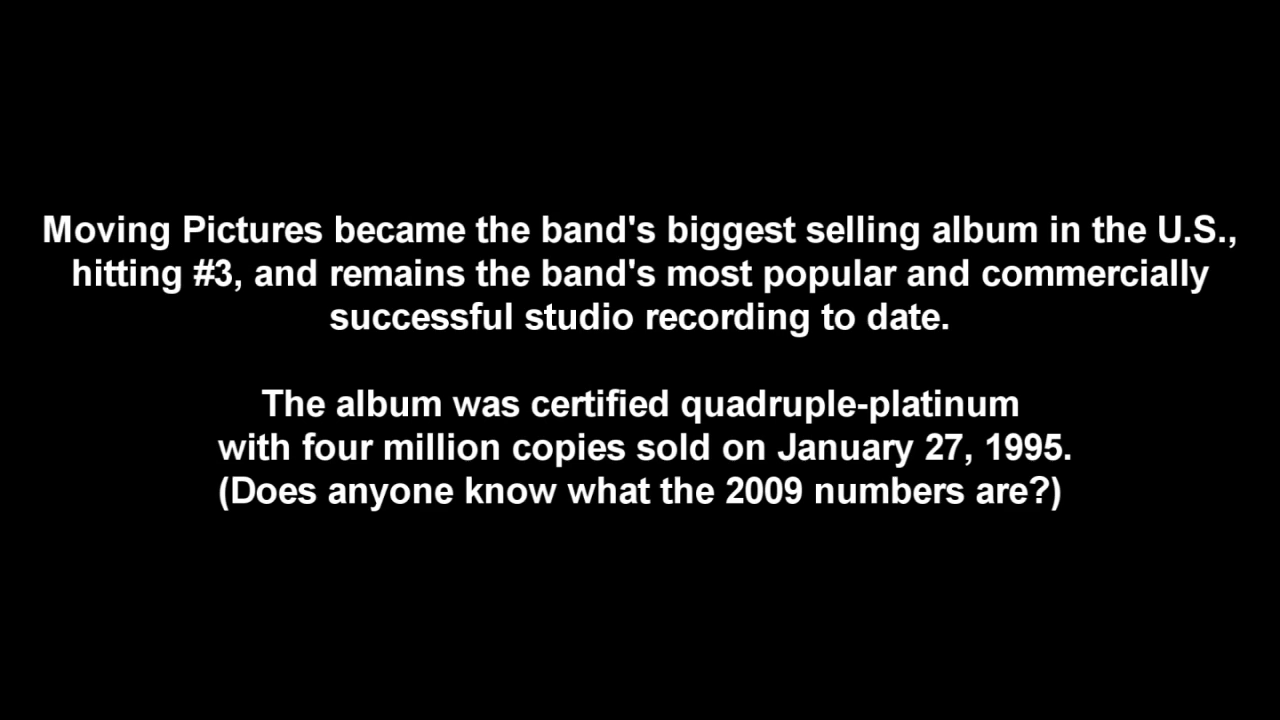 Moving Pictures became the band's biggest selling album in the U.S.,
hitting #3, and remains the band's most popular and commercially
successful studio recording to date.
The album was certified quadruple-platinum
with four million copies sold on January 27, 1995.
(Does anyone know what the 2009 numbers are?)